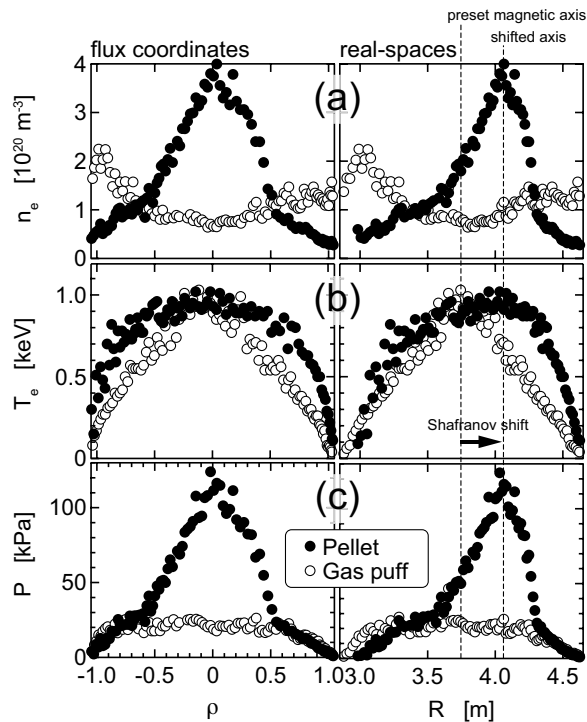 preset magnetic axis
shifted axis
flux coordinates
real-spaces
4
3
2
1
0
n_e [10^20 m^-3]
(a)
1.0
0.5
0
T_e [keV]
(b)
Shafranov shift
100
50
0
P [kPa]
(c)
Pellet
Gas puff
-1.0 -0.5 0 0.5 1.0
3.0 3.5 4.0 4.5
ρ
R [m]